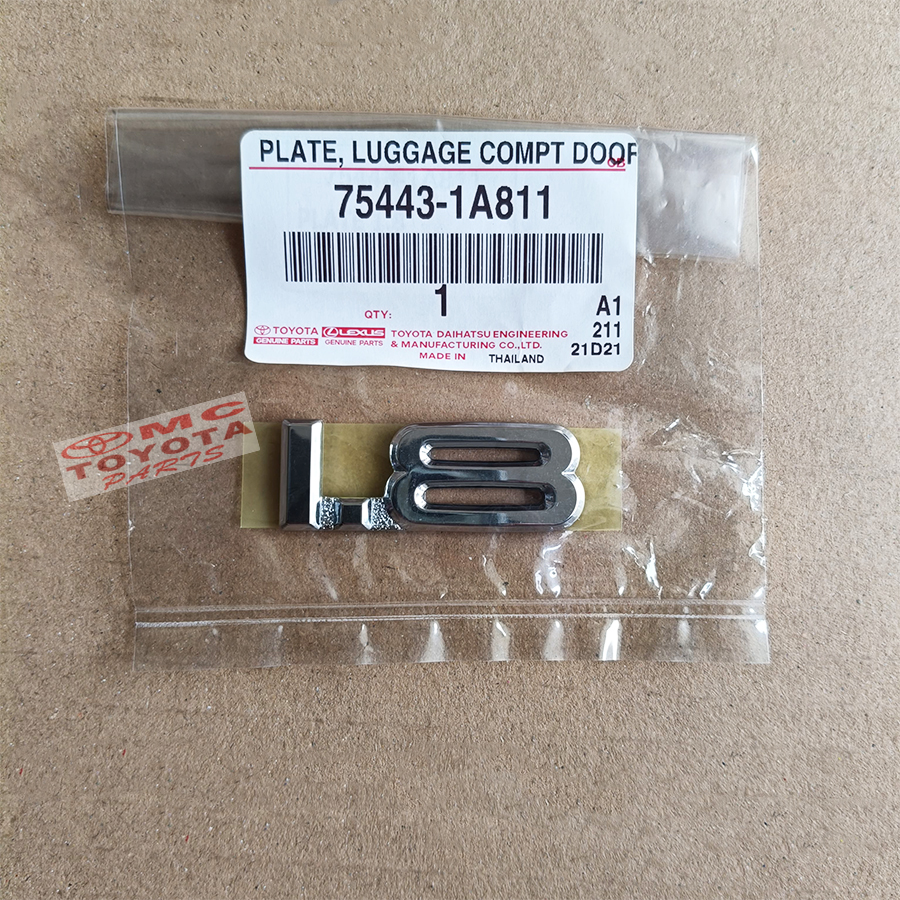 PLATE, LUGGAGE COMPT DOOR
OB
75443-1A811
1
QTY:
A1
211
21D21
TOYOTA
GENUINE PARTS
LEXUS
GENUINE PARTS
TOYOTA DAIHATSU ENGINEERING
& MANUFACTURING CO.,LTD.
MADE IN THAILAND
MC
TOYOTA
PARTS
1.8